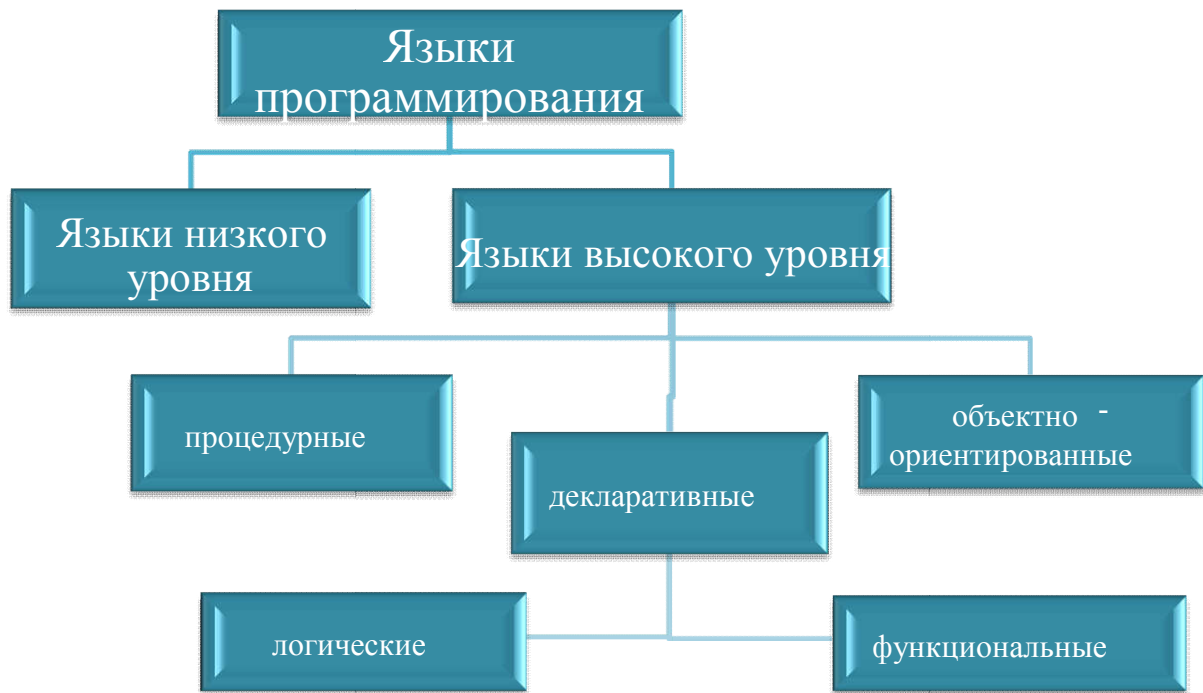 Языки
программирования
Языки низкого
уровня
Языки высокого уровня
процедурные
объектно -
ориентированные
декларативные
логические
функциональные